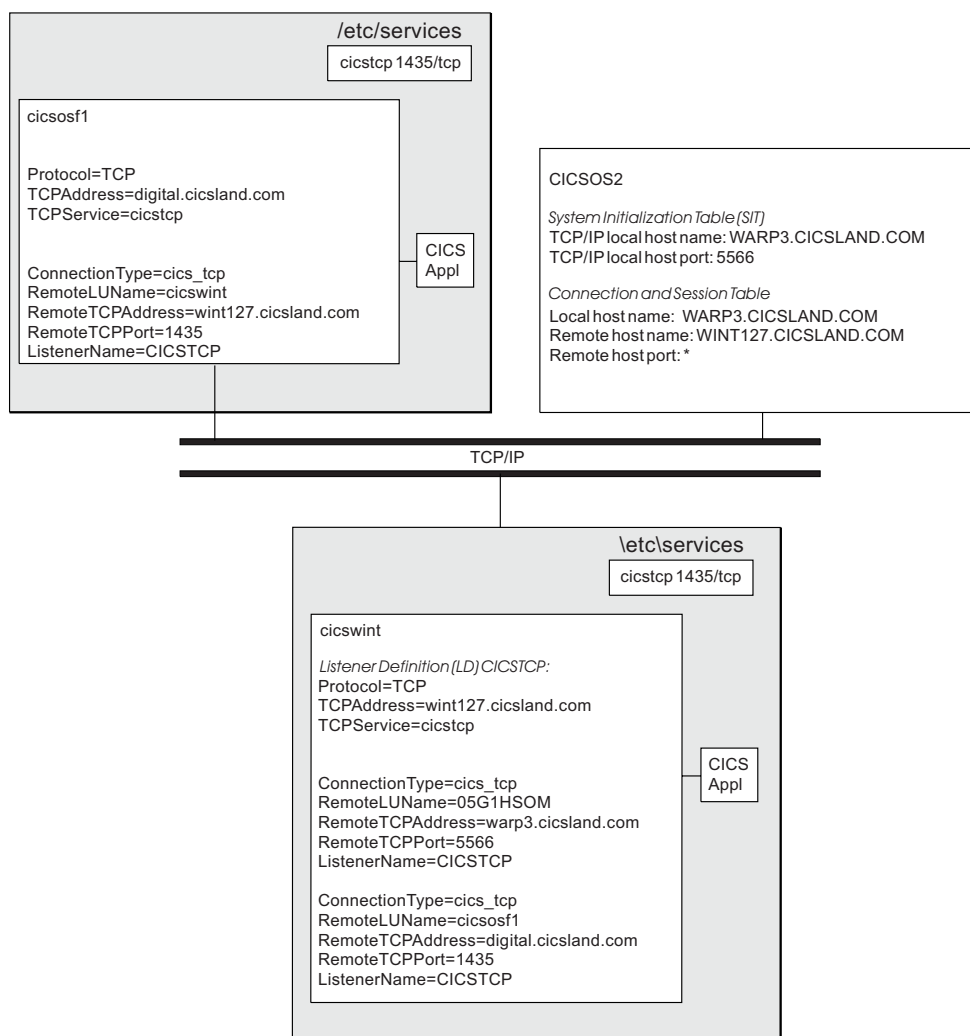 /etc/services
cicstcp 1435/tcp
cicsosf1
Protocol=TCP
TCPAddress=digital.cicsland.com
TCPService=cicstcp
ConnectionType=cics_tcp
RemoteLUName=cicswint
RemoteTCPAddress=wint127.cicsland.com
RemoteTCPPort=1435
ListenerName=CICSTCP
CICS
Appl
CICSOS2
System Initialization Table (SIT)
TCP/IP local host name: WARP3.CICSLAND.COM
TCP/IP local host port: 5566
Connection and Session Table
Local host name: WARP3.CICSLAND.COM
Remote host name: WINT127.CICSLAND.COM
Remote host port: *
TCP/IP
\etc\services
cicstcp 1435/tcp
cicswint
Listener Definition (LD) CICSTCP:
Protocol=TCP
TCPAddress=wint127.cicsland.com
TCPService=cicstcp
ConnectionType=cics_tcp
RemoteLUName=05G1HSOM
RemoteTCPAddress=warp3.cicsland.com
RemoteTCPPort=5566
ListenerName=CICSTCP
ConnectionType=cics_tcp
RemoteLUName=cicsosf1
RemoteTCPAddress=digital.cicsland.com
RemoteTCPPort=1435
ListenerName=CICSTCP
CICS
Appl